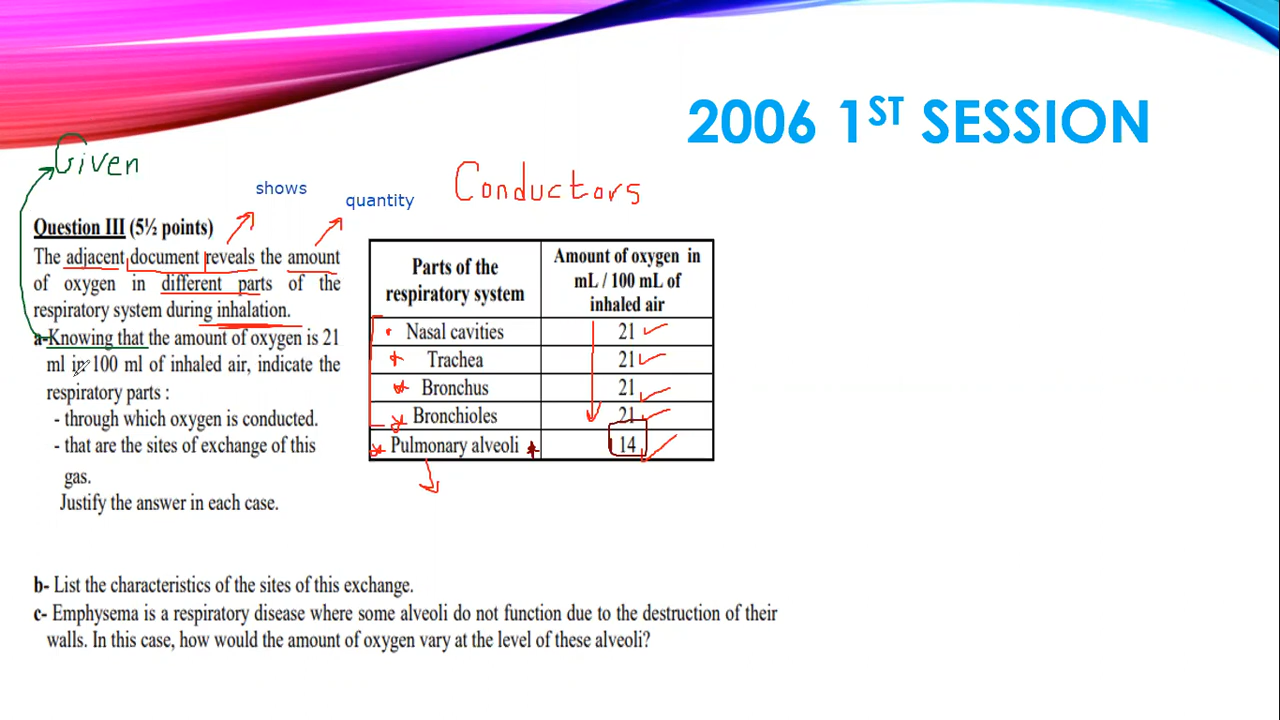 2006 1ST SESSION
Given
shows
quantity
Conductors
Question III (5½ points)
The adjacent document reveals the amount
of oxygen in different parts of the
respiratory system during inhalation.
a- Knowing that the amount of oxygen is 21
ml in 100 ml of inhaled air, indicate the
respiratory parts :
- through which oxygen is conducted.
- that are the sites of exchange of this
gas.
Justify the answer in each case.
Parts of the respiratory system | Amount of oxygen in mL / 100 mL of inhaled air
Nasal cavities 21
Trachea 21
Bronchus 21
Bronchioles 21
Pulmonary alveoli 14
b- List the characteristics of the sites of this exchange.
c- Emphysema is a respiratory disease where some alveoli do not function due to the destruction of their
walls. In this case, how would the amount of oxygen vary at the level of these alveoli?